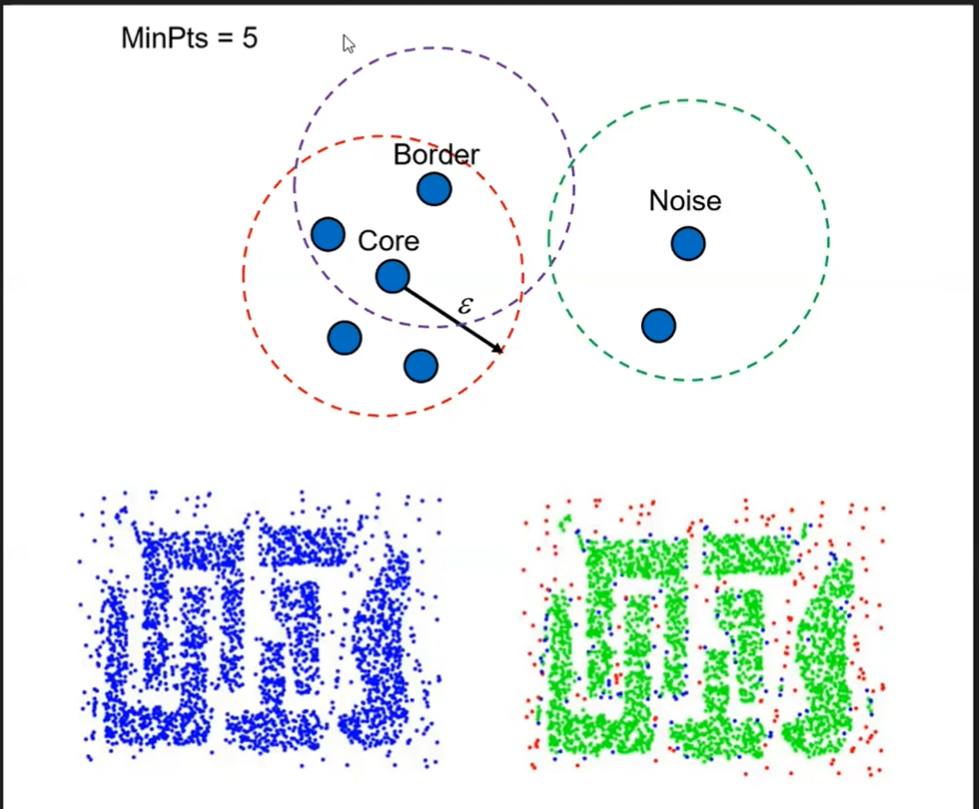 MinPts = 5
Border
Noise
Core
ε